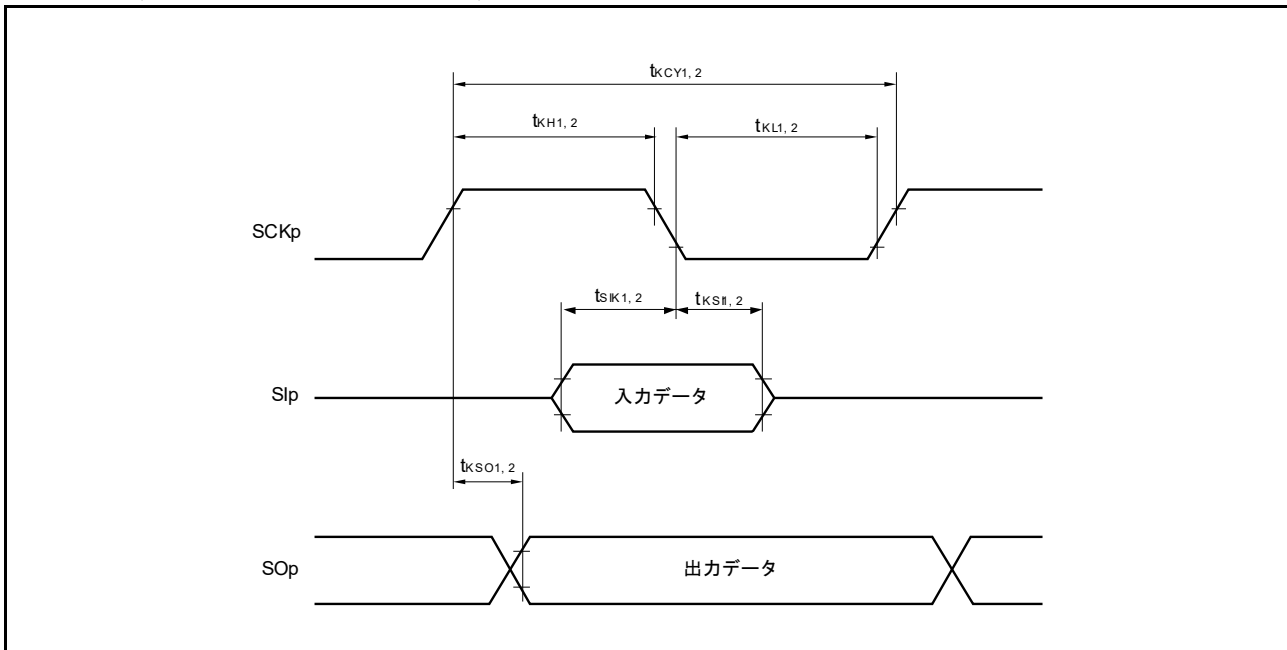 tKCY1, 2
tKH1, 2
tKL1, 2
SCKp
tSIK1, 2
tKSI1, 2
SIp
入力データ
tKSO1, 2
SOp
出力データ